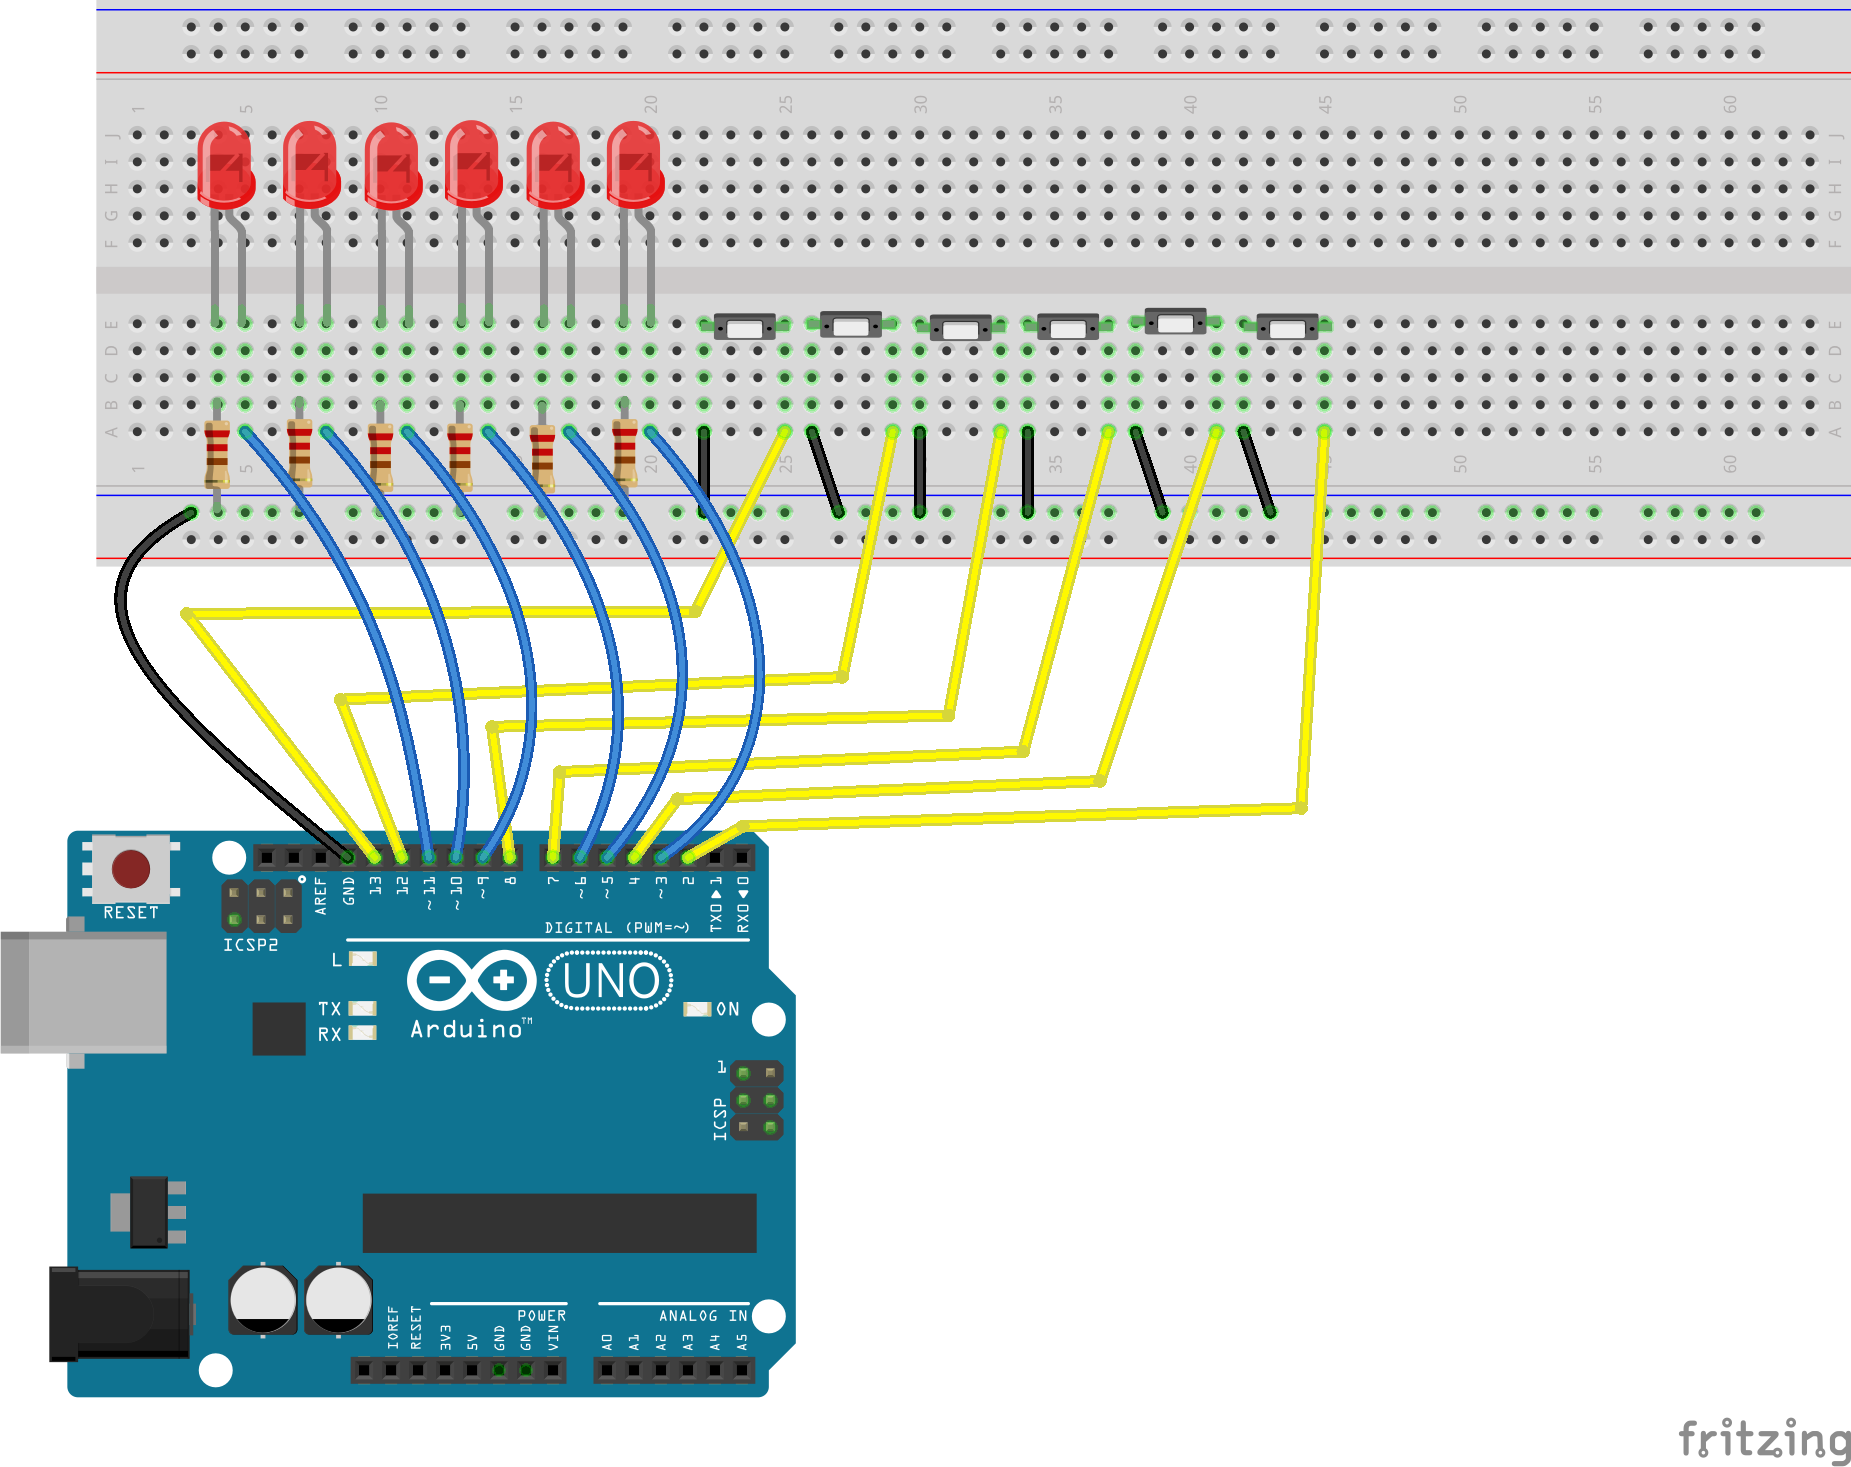 1 5 10 15 20 25 30 35 40 45 50 55 60
J J
I I
H H
G G
F F
E E
D D
C C
B B
A A
1 5 20 25 35 40 50 55 60
RESET
AREF GND 13 12 ~11 ~10 ~9 8 7 ~6 ~5 4 ~3 2 TX0▶1 RX0◀0
ICSP2
DIGITAL (PWM=~)
L
TX
RX
UNO
ON
Arduino™
1
ICSP
POWER
ANALOG IN
IOREF RESET 3V3 5V GND GND VIN A0 A1 A2 A3 A4 A5
fritzing